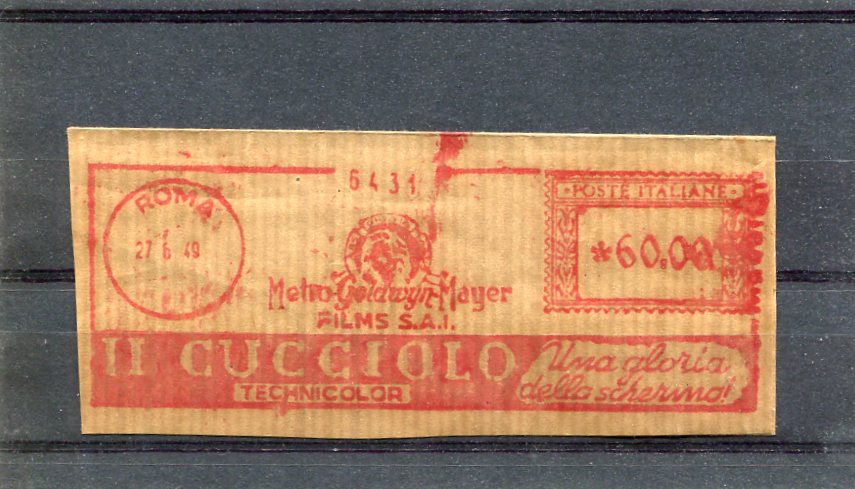 6431
POSTE ITALIANE
ROMA
27 6 49
*60.00
Metro-Goldwyn-Mayer
FILMS S.A.I.
Il CUCCIOLO
TECHNICOLOR
Una gloria
dello schermo!